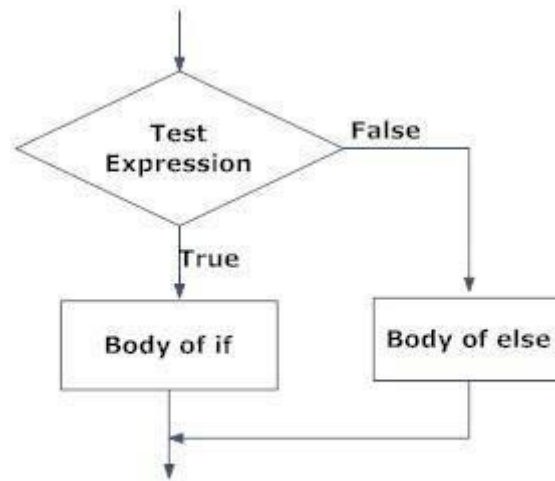 Test
Expression
False
True
Body of if
Body of else